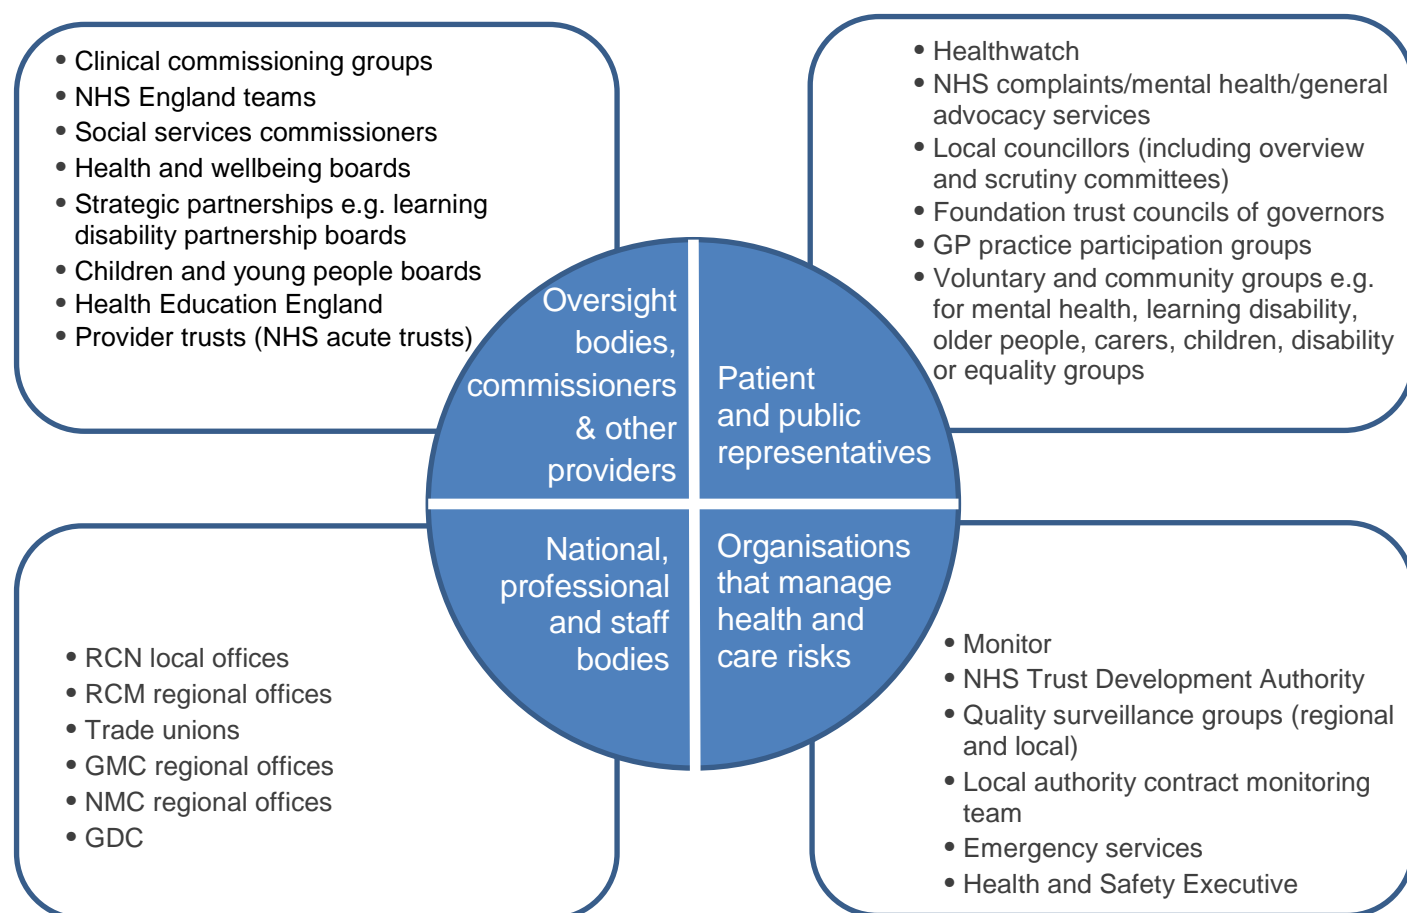 • Clinical commissioning groups
• NHS England teams
• Social services commissioners
• Health and wellbeing boards
• Strategic partnerships e.g. learning
disability partnership boards
• Children and young people boards
• Health Education England
• Provider trusts (NHS acute trusts)
• Healthwatch
• NHS complaints/mental health/general
advocacy services
• Local councillors (including overview
and scrutiny committees)
• Foundation trust councils of governors
• GP practice participation groups
• Voluntary and community groups e.g.
for mental health, learning disability,
older people, carers, children, disability
or equality groups
Oversight
bodies,
commissioners
& other
providers
Patient
and public
representatives
National,
professional
and staff
bodies
Organisations
that manage
health and
care risks
• RCN local offices
• RCM regional offices
• Trade unions
• GMC regional offices
• NMC regional offices
• GDC
• Monitor
• NHS Trust Development Authority
• Quality surveillance groups (regional
and local)
• Local authority contract monitoring
team
• Emergency services
• Health and Safety Executive